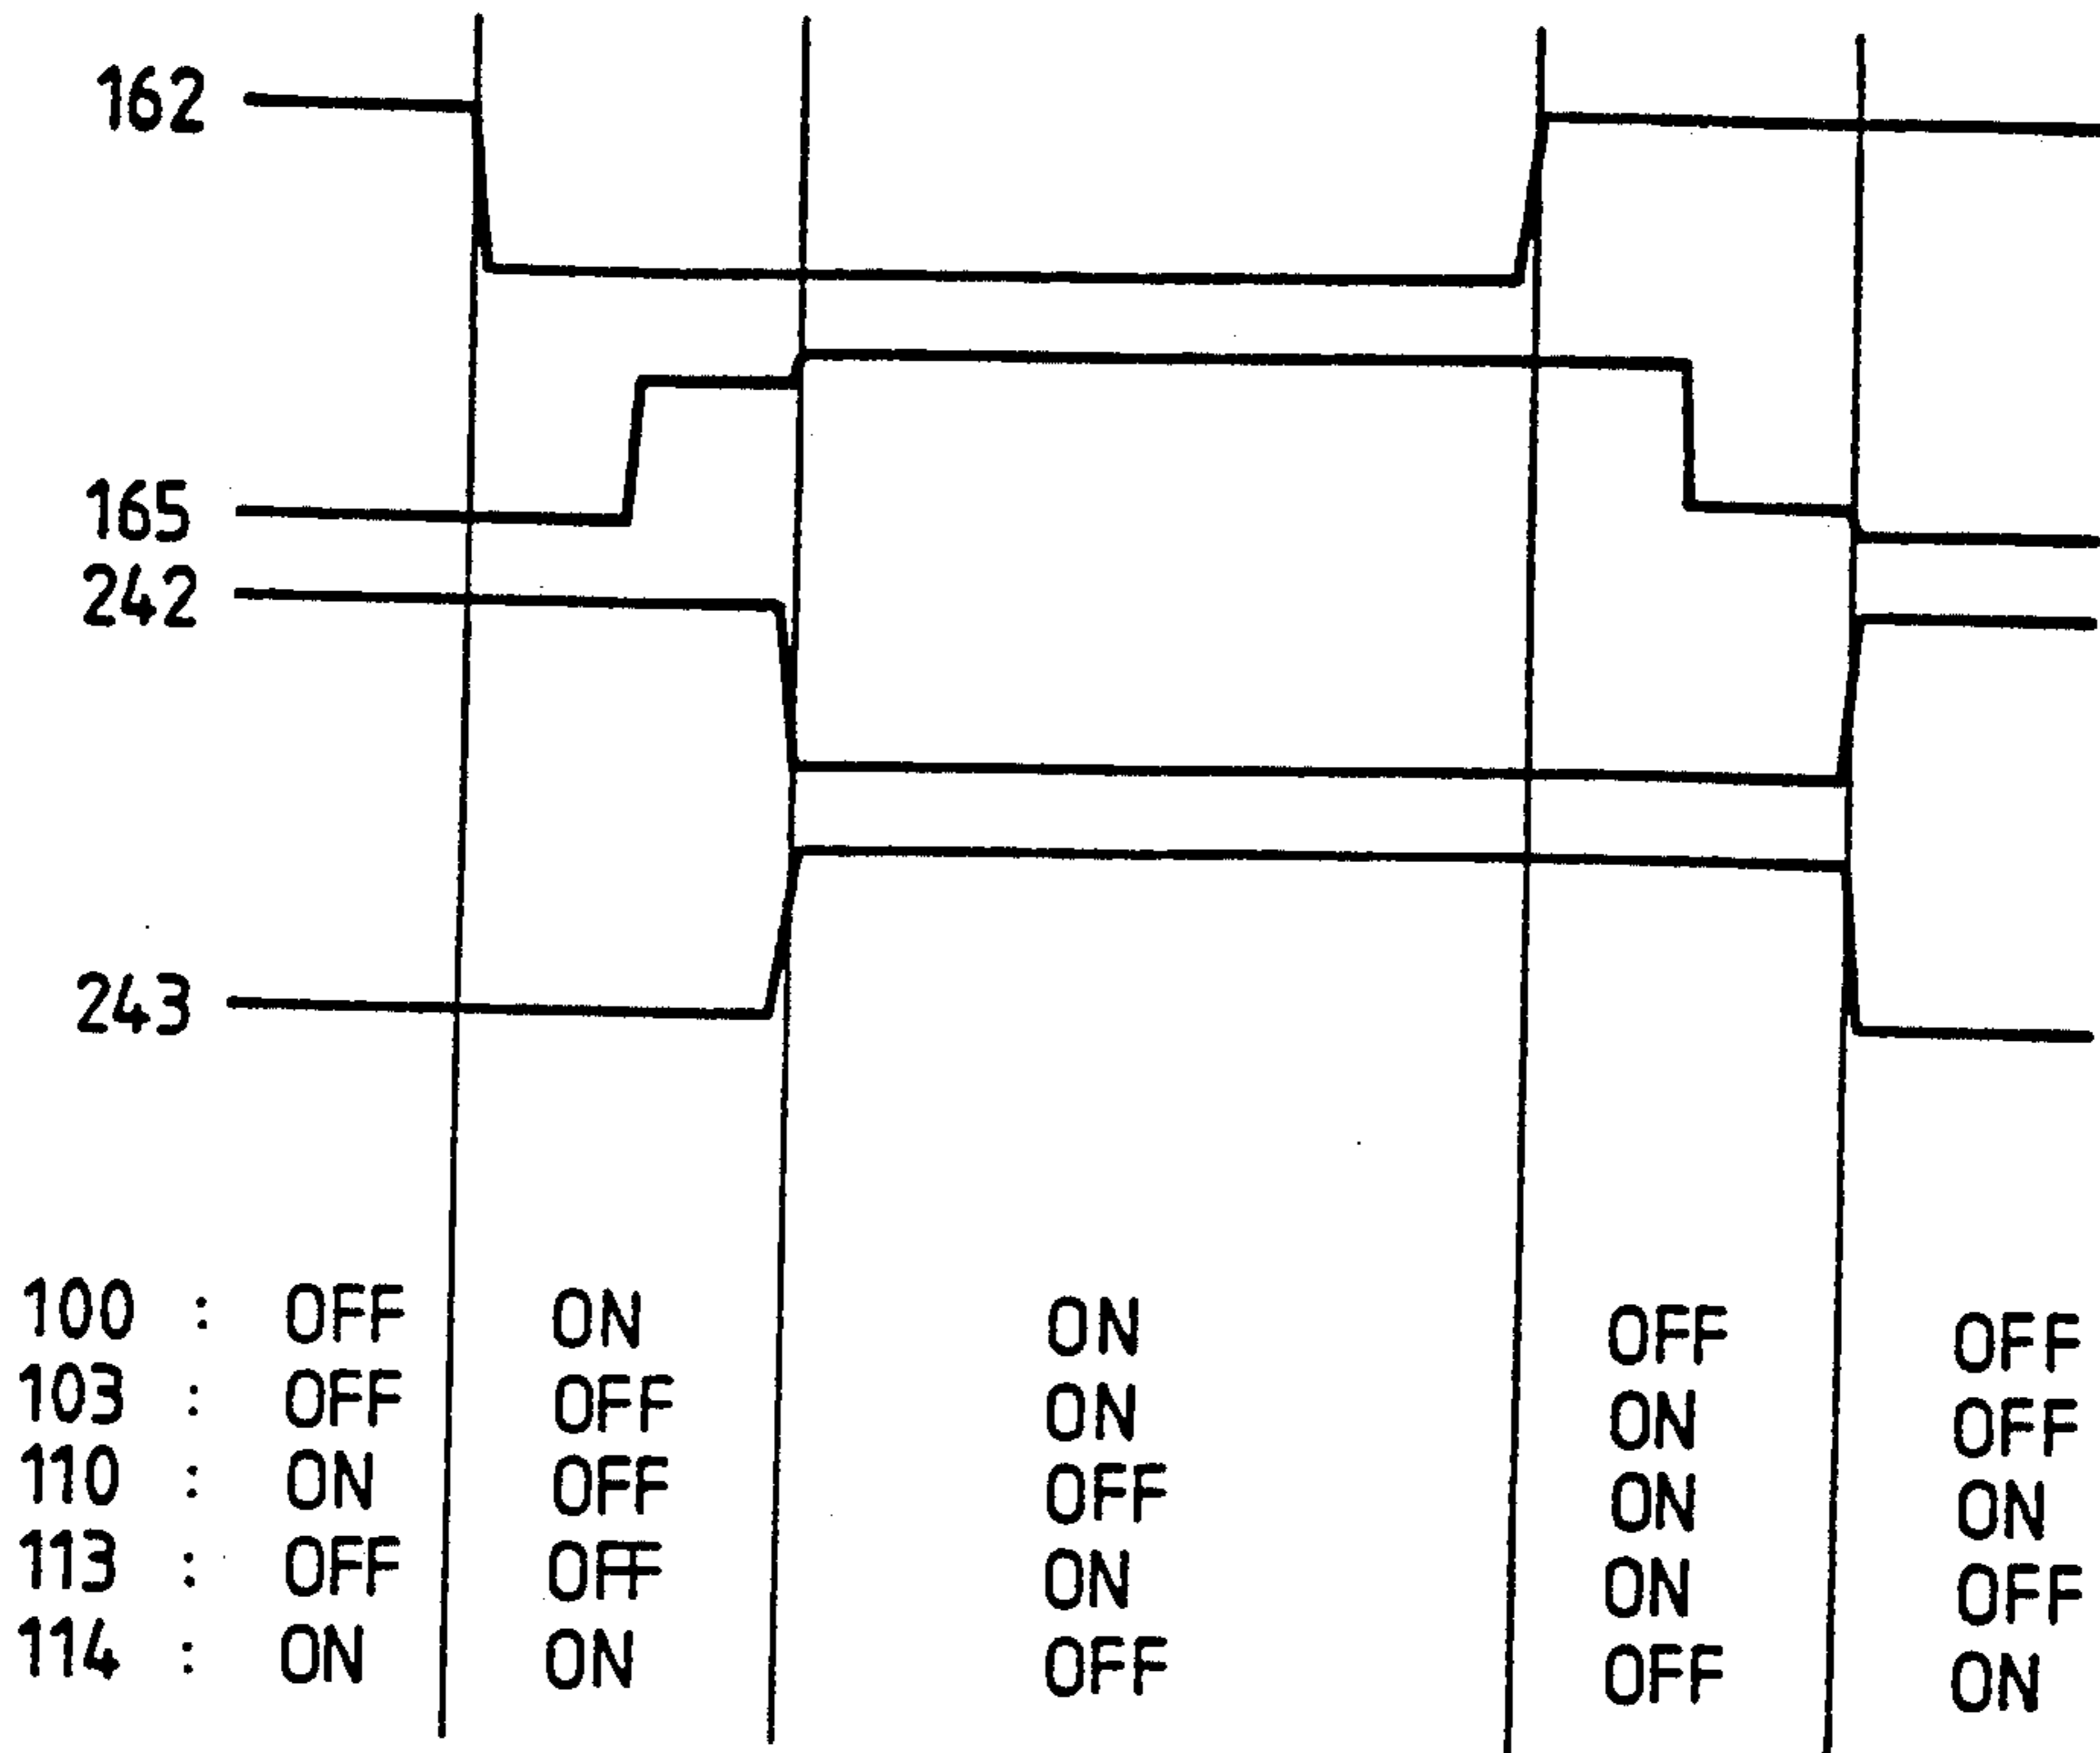 162
165
242
243
100 : OFF ON ON OFF OFF
103 : OFF OFF ON ON OFF
110 : ON OFF OFF ON ON
113 : OFF OFF ON ON OFF
114 : ON ON OFF OFF ON